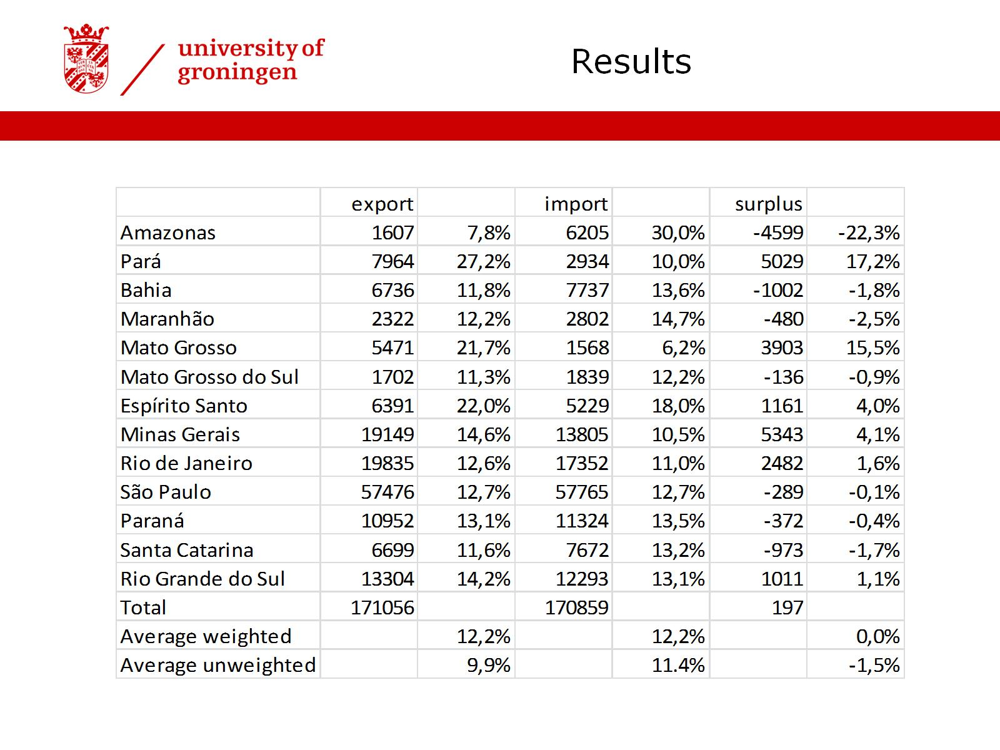 university of
groningen
Results
export import surplus
Amazonas 1607 7,8% 6205 30,0% -4599 -22,3%
Pará 7964 27,2% 2934 10,0% 5029 17,2%
Bahia 6736 11,8% 7737 13,6% -1002 -1,8%
Maranhão 2322 12,2% 2802 14,7% -480 -2,5%
Mato Grosso 5471 21,7% 1568 6,2% 3903 15,5%
Mato Grosso do Sul 1702 11,3% 1839 12,2% -136 -0,9%
Espírito Santo 6391 22,0% 5229 18,0% 1161 4,0%
Minas Gerais 19149 14,6% 13805 10,5% 5343 4,1%
Rio de Janeiro 19835 12,6% 17352 11,0% 2482 1,6%
São Paulo 57476 12,7% 57765 12,7% -289 -0,1%
Paraná 10952 13,1% 11324 13,5% -372 -0,4%
Santa Catarina 6699 11,6% 7672 13,2% -973 -1,7%
Rio Grande do Sul 13304 14,2% 12293 13,1% 1011 1,1%
Total 171056 170859 197
Average weighted 12,2% 12,2% 0,0%
Average unweighted 9,9% 11.4% -1,5%